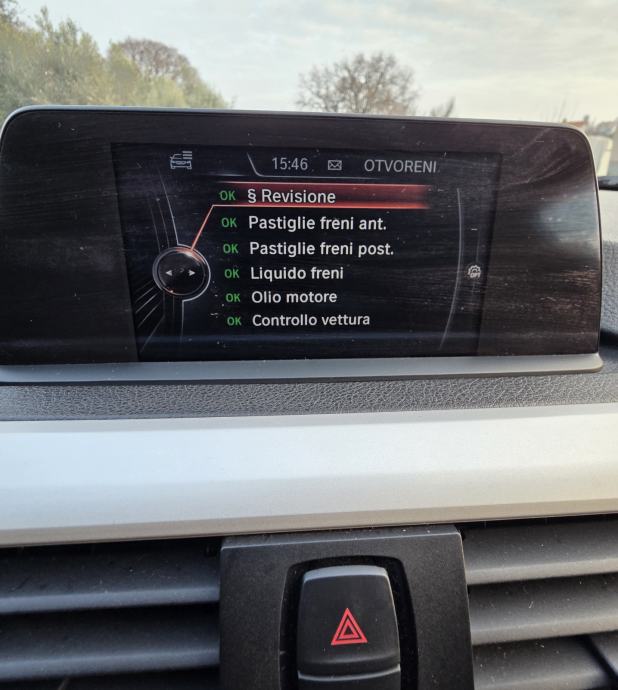 15:46 OTVORENI
OK § Revisione
OK Pastiglie freni ant.
OK Pastiglie freni post.
OK Liquido freni
OK Olio motore
OK Controllo vettura